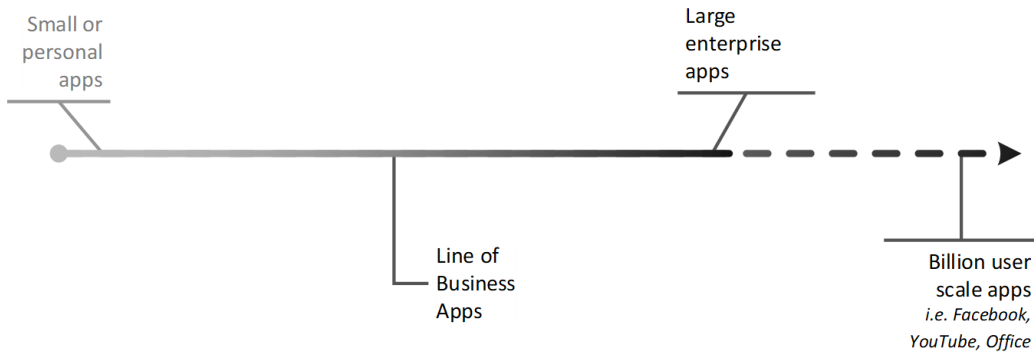 Small or
personal
apps
Large
enterprise
apps
Line of
Business
Apps
Billion user
scale apps
i.e. Facebook,
YouTube, Office